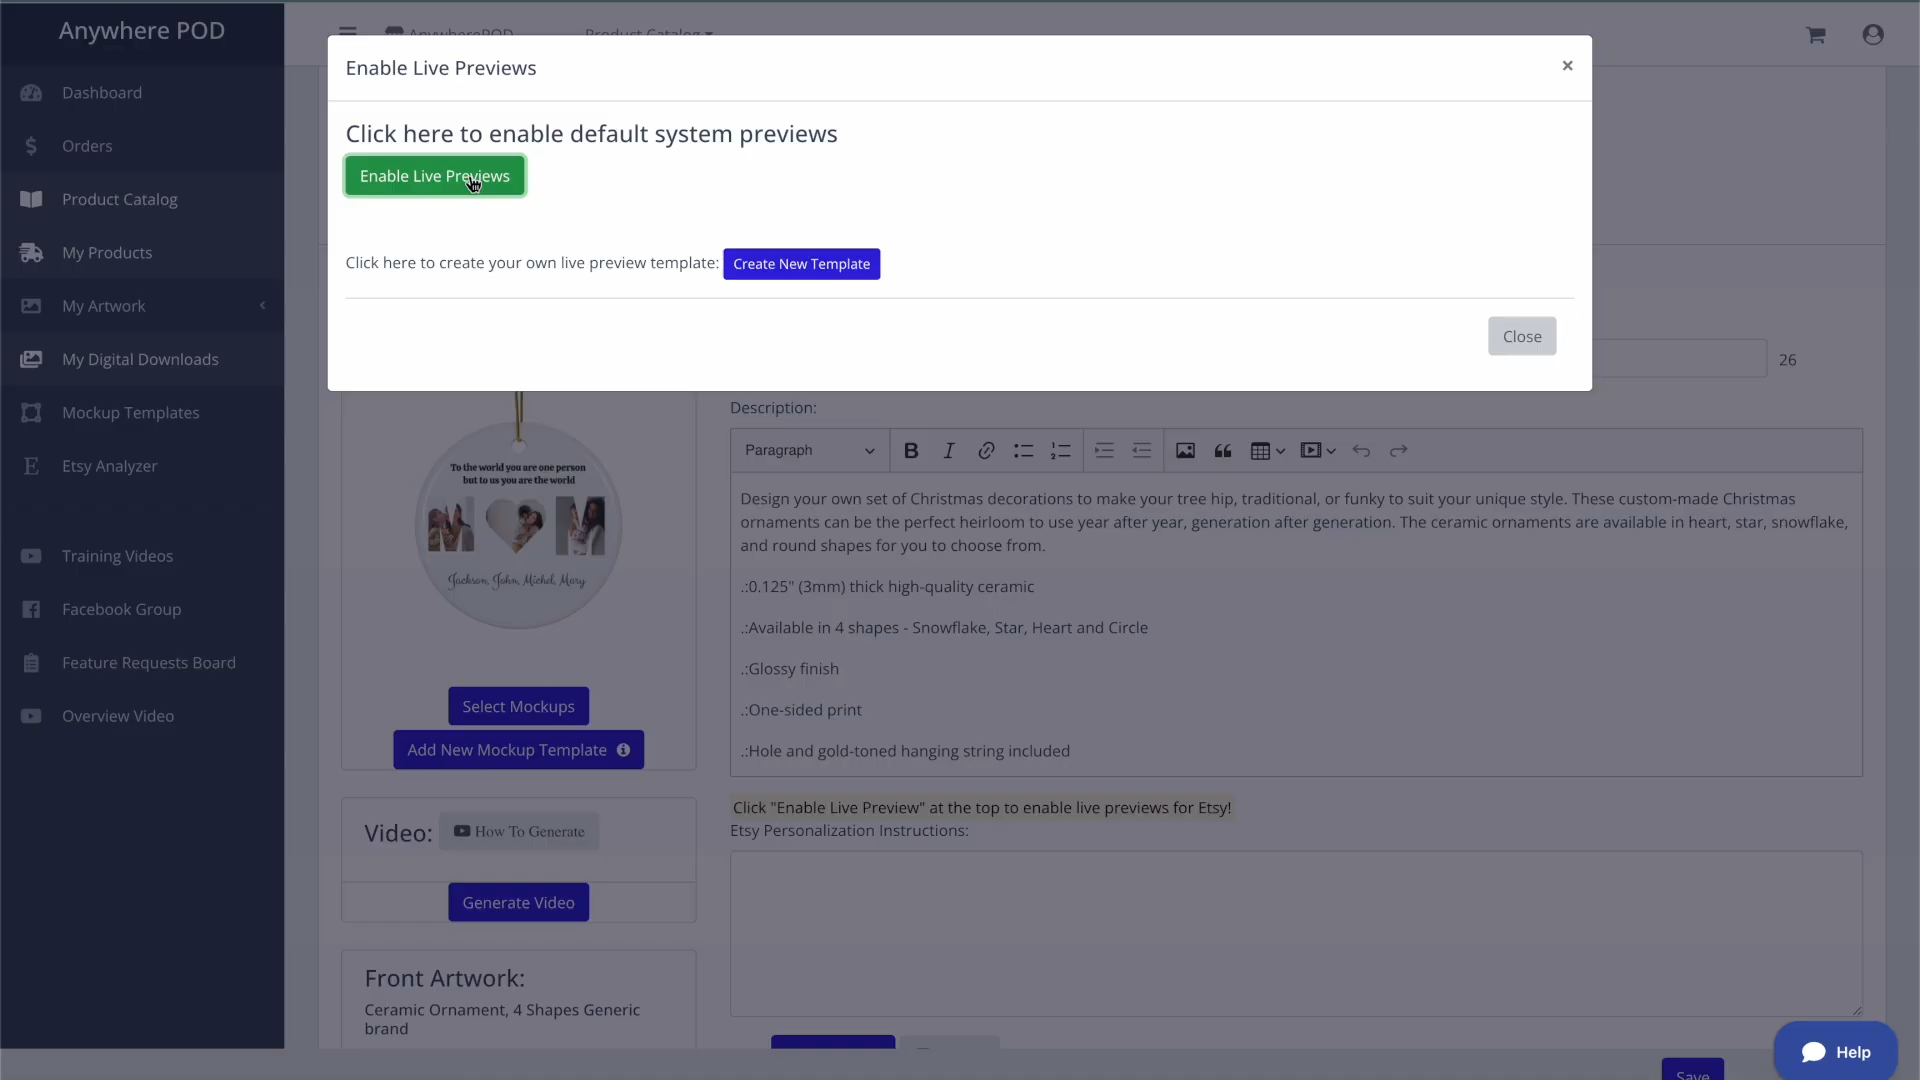 Anywhere POD
AnywherePOD
Product Catalog
Dashboard
Orders
Product Catalog
My Products
My Artwork
My Digital Downloads
Mockup Templates
Etsy Analyzer
Training Videos
Facebook Group
Feature Requests Board
Overview Video
Enable Live Previews
×
Click here to enable default system previews
Enable Live Previews
Click here to create your own live preview template: Create New Template
Close
26
To the world you are one person
but to us you are the world
M M
Jackson, John, Michel, Mary
Select Mockups
Add New Mockup Template
Video: How To Generate
Generate Video
Front Artwork:
Ceramic Ornament, 4 Shapes Generic
brand
Description:
Paragraph
Design your own set of Christmas decorations to make your tree hip, traditional, or funky to suit your unique style. These custom-made Christmas
ornaments can be the perfect heirloom to use year after year, generation after generation. The ceramic ornaments are available in heart, star, snowflake,
and round shapes for you to choose from.
.:0.125" (3mm) thick high-quality ceramic
.:Available in 4 shapes - Snowflake, Star, Heart and Circle
.:Glossy finish
.:One-sided print
.:Hole and gold-toned hanging string included
Click "Enable Live Preview" at the top to enable live previews for Etsy!
Etsy Personalization Instructions:
Save
Help